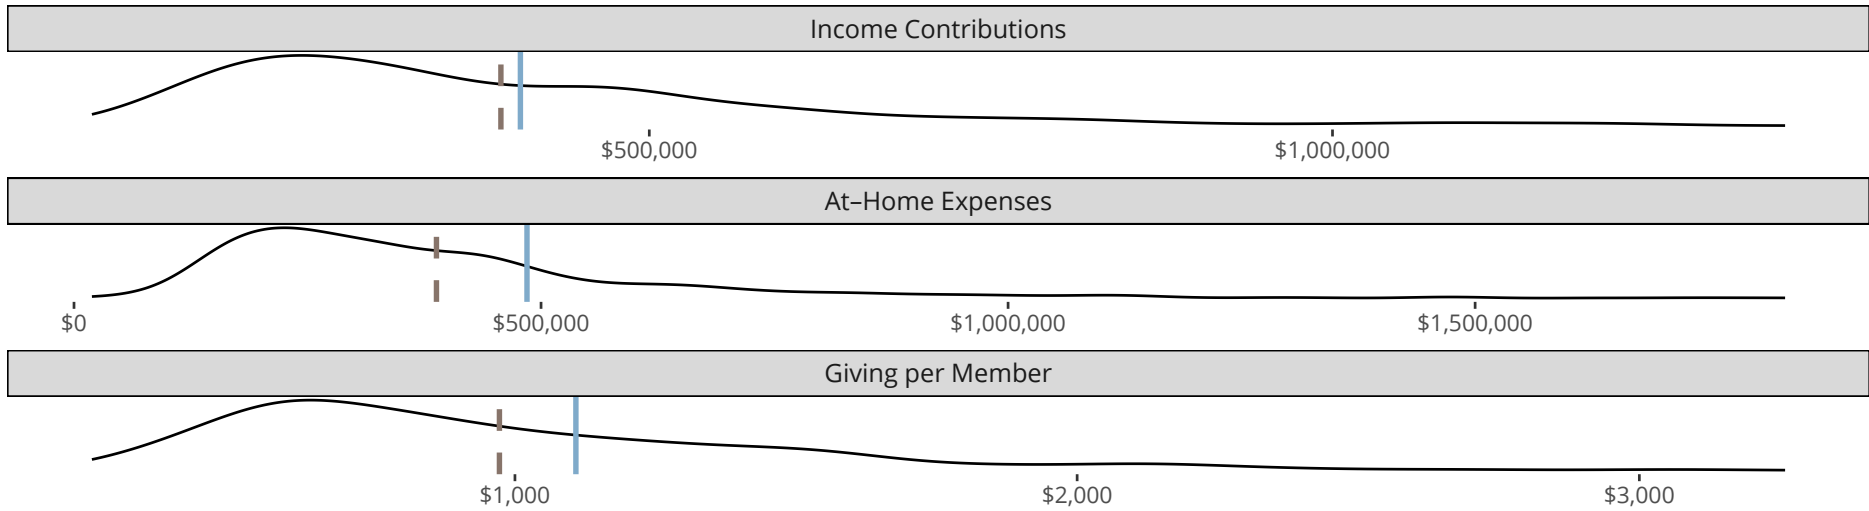 Income Contributions
$500,000 $1,000,000
At–Home Expenses
$0 $500,000 $1,000,000 $1,500,000
Giving per Member
$1,000 $2,000 $3,000